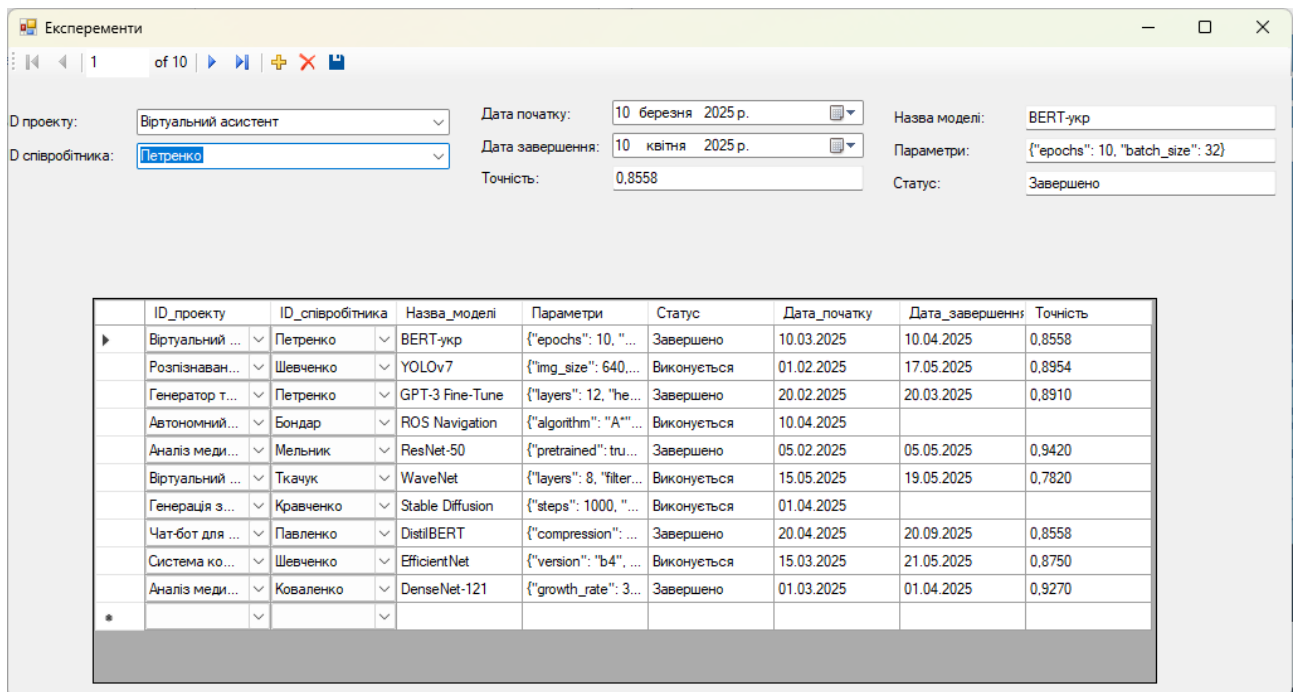 Експеременти
1 of 10
D проекту: Віртуальний асистент
D співробітника: Петренко
Дата початку: 10 березня 2025 р.
Дата завершення: 10 квітня 2025 р.
Точність: 0,8558
Назва моделі: BERT-укр
Параметри: {"epochs": 10, "batch_size": 32}
Статус: Завершено
ID_проекту ID_співробітника Назва_моделі Параметри Статус Дата_початку Дата_завершення Точність
Віртуальний ... Петренко BERT-укр {"epochs": 10, "... Завершено 10.03.2025 10.04.2025 0,8558
Розпізнаван... Шевченко YOLOv7 {"img_size": 640,... Виконується 01.02.2025 17.05.2025 0,8954
Генератор т... Петренко GPT-3 Fine-Tune {"layers": 12, "he... Завершено 20.02.2025 20.03.2025 0,8910
Автономний... Бондар ROS Navigation {"algorithm": "A*"... Виконується 10.04.2025
Аналіз меди... Мельник ResNet-50 {"pretrained": tru... Завершено 05.02.2025 05.05.2025 0,9420
Віртуальний ... Ткачук WaveNet {"layers": 8, "filter... Виконується 15.05.2025 19.05.2025 0,7820
Генерація з... Кравченко Stable Diffusion {"steps": 1000, "... Виконується 01.04.2025
Чат-бот для ... Павленко DistilBERT {"compression": ... Завершено 20.04.2025 20.09.2025 0,8558
Система ко... Шевченко EfficientNet {"version": "b4", ... Виконується 15.03.2025 21.05.2025 0,8750
Аналіз меди... Коваленко DenseNet-121 {"growth_rate": 3... Завершено 01.03.2025 01.04.2025 0,9270